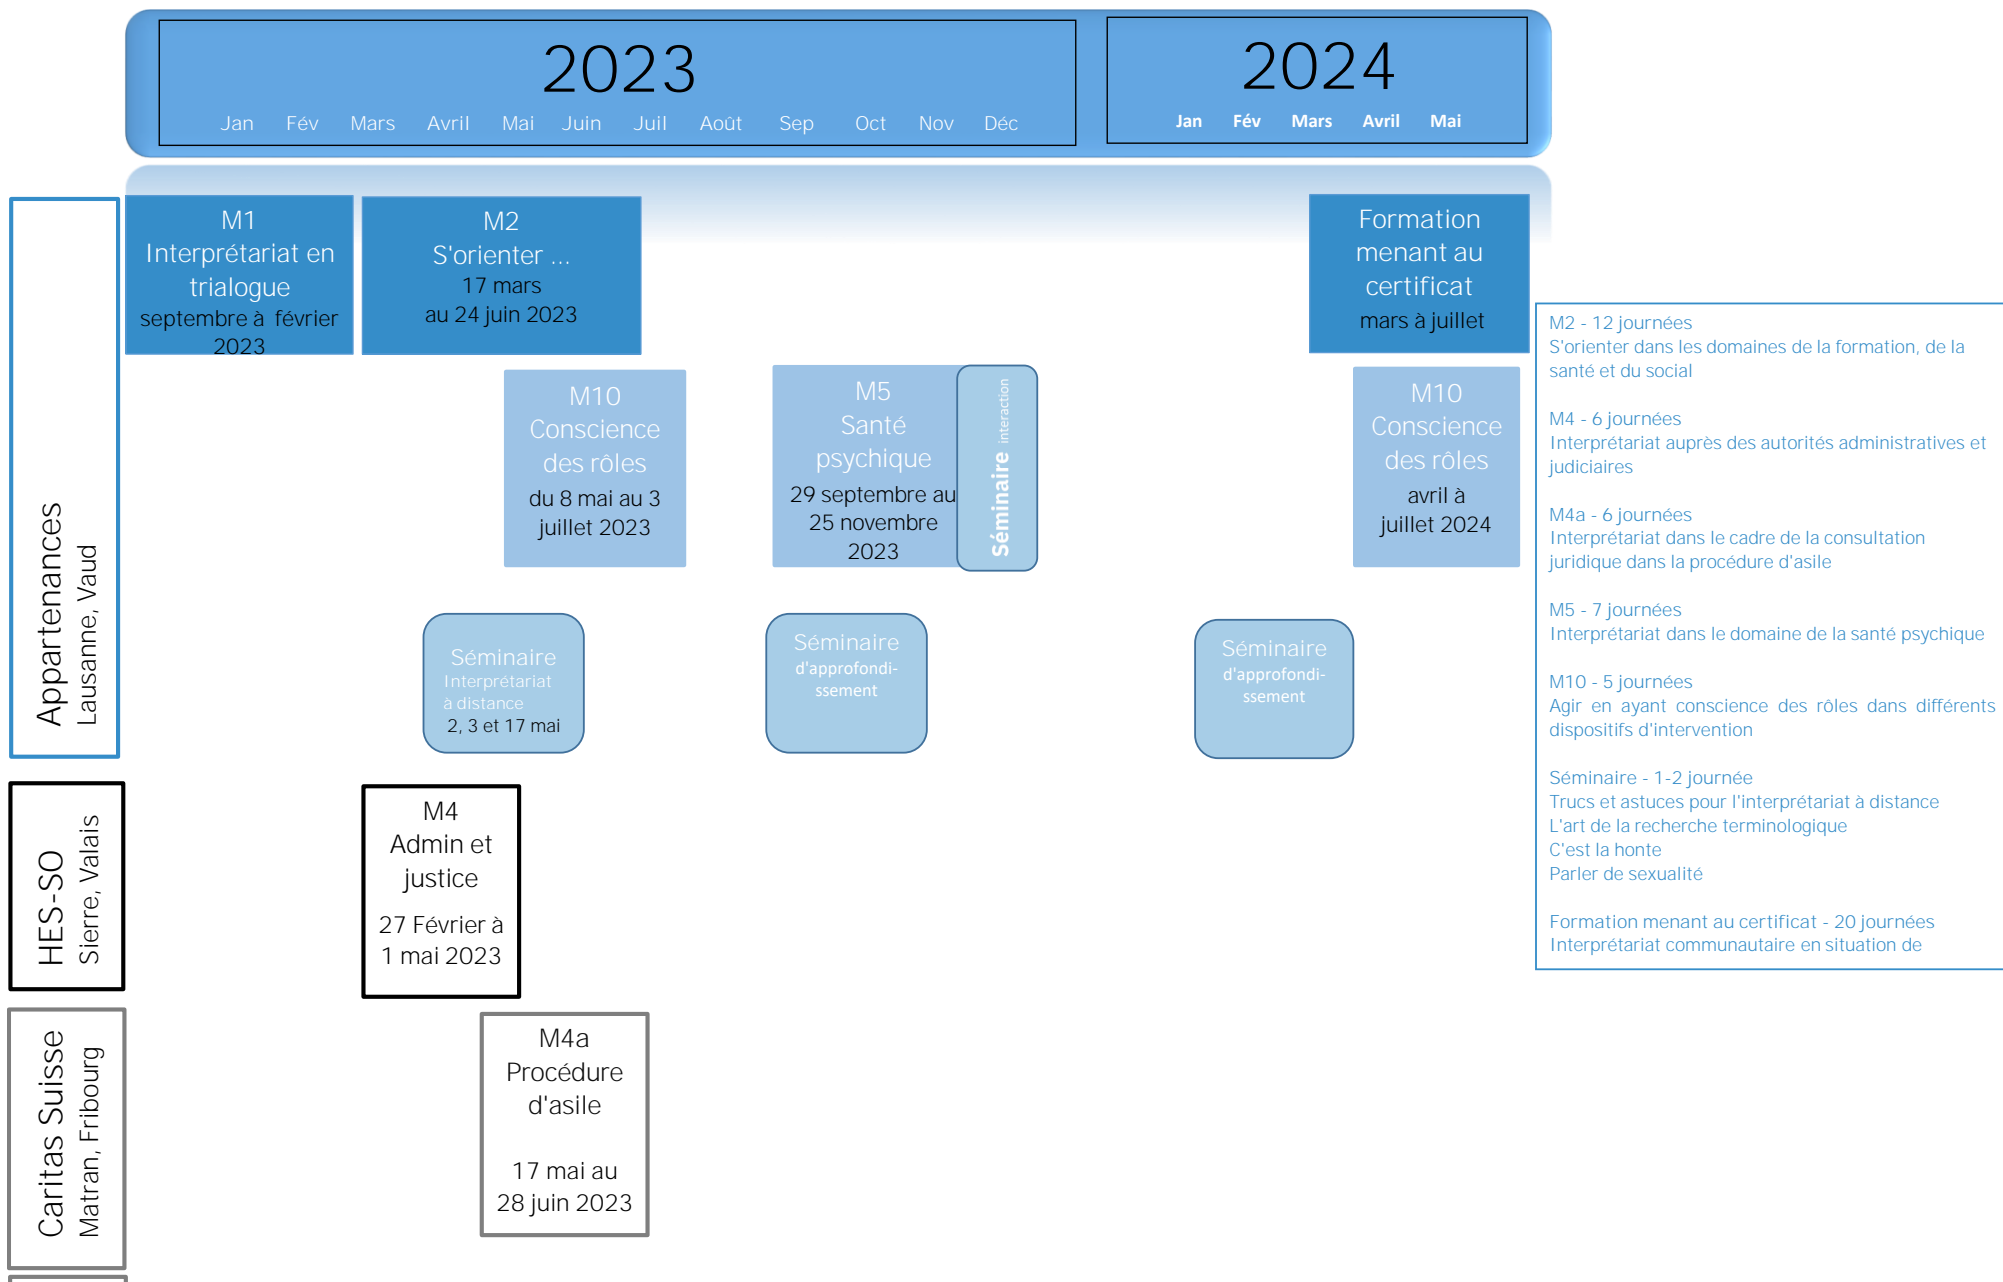 2023
Jan Fév Mars Avril Mai Juin Juil Août Sep Oct Nov Déc
2024
Jan Fév Mars Avril Mai
Appartenances
Lausanne, Vaud
M1
Interprétariat en
trialogue
septembre à février
2023
M2
S'orienter ...
17 mars
au 24 juin 2023
Formation
menant au
certificat
mars à juillet
M10
Conscience
des rôles
du 8 mai au 3
juillet 2023
M5
Santé
psychique
29 septembre au
25 novembre
2023
Séminaire interaction
M10
Conscience
des rôles
avril à
juillet 2024
Séminaire
Interprétariat
à distance
2, 3 et 17 mai
Séminaire
d'approfondi-
ssement
Séminaire
d'approfondi-
ssement
HES-SO
Sierre, Valais
M4
Admin et
justice
27 Février à
1 mai 2023
Caritas Suisse
Matran, Fribourg
M4a
Procédure
d'asile
17 mai au
28 juin 2023
M2 - 12 journées
S'orienter dans les domaines de la formation, de la
santé et du social
M4 - 6 journées
Interprétariat auprès des autorités administratives et
judiciaires
M4a - 6 journées
Interprétariat dans le cadre de la consultation
juridique dans la procédure d'asile
M5 - 7 journées
Interprétariat dans le domaine de la santé psychique
M10 - 5 journées
Agir en ayant conscience des rôles dans différents
dispositifs d'intervention
Séminaire - 1-2 journée
Trucs et astuces pour l'interprétariat à distance
L'art de la recherche terminologique
C'est la honte
Parler de sexualité
Formation menant au certificat - 20 journées
Interprétariat communautaire en situation de